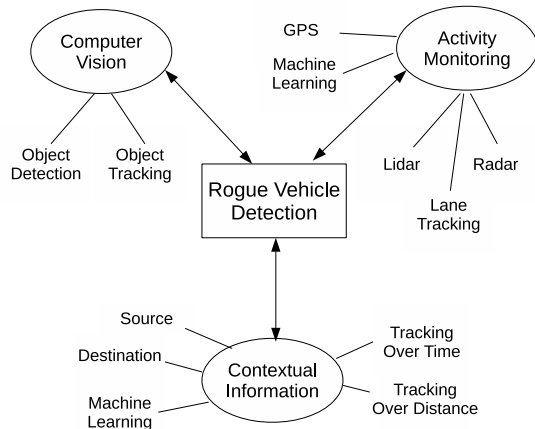 Computer
Vision
Object
Detection
Object
Tracking
GPS
Machine
Learning
Activity
Monitoring
Lidar
Lane
Tracking
Radar
Rogue Vehicle
Detection
Source
Destination
Machine
Learning
Contextual
Information
Tracking
Over Time
Tracking
Over Distance